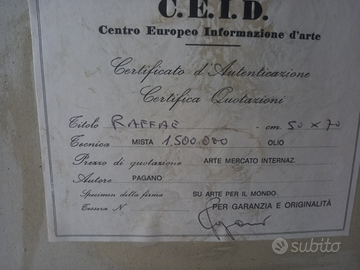 C.E.I.D.
Centro Europeo Informazione d'arte
Certificato d'Autenticazione
Certifica Quotazioni
Titolo RAFFAE cm. 50 x 70
Tecnica MISTA 1.500.000 OLIO
Prezzo di quotazione ARTE MERCATO INTERNAZ.
Autore PAGANO
Specimen della firma SU ARTE PER IL MONDO
Tessera N° PER GARANZIA E ORIGINALITÀ
subito